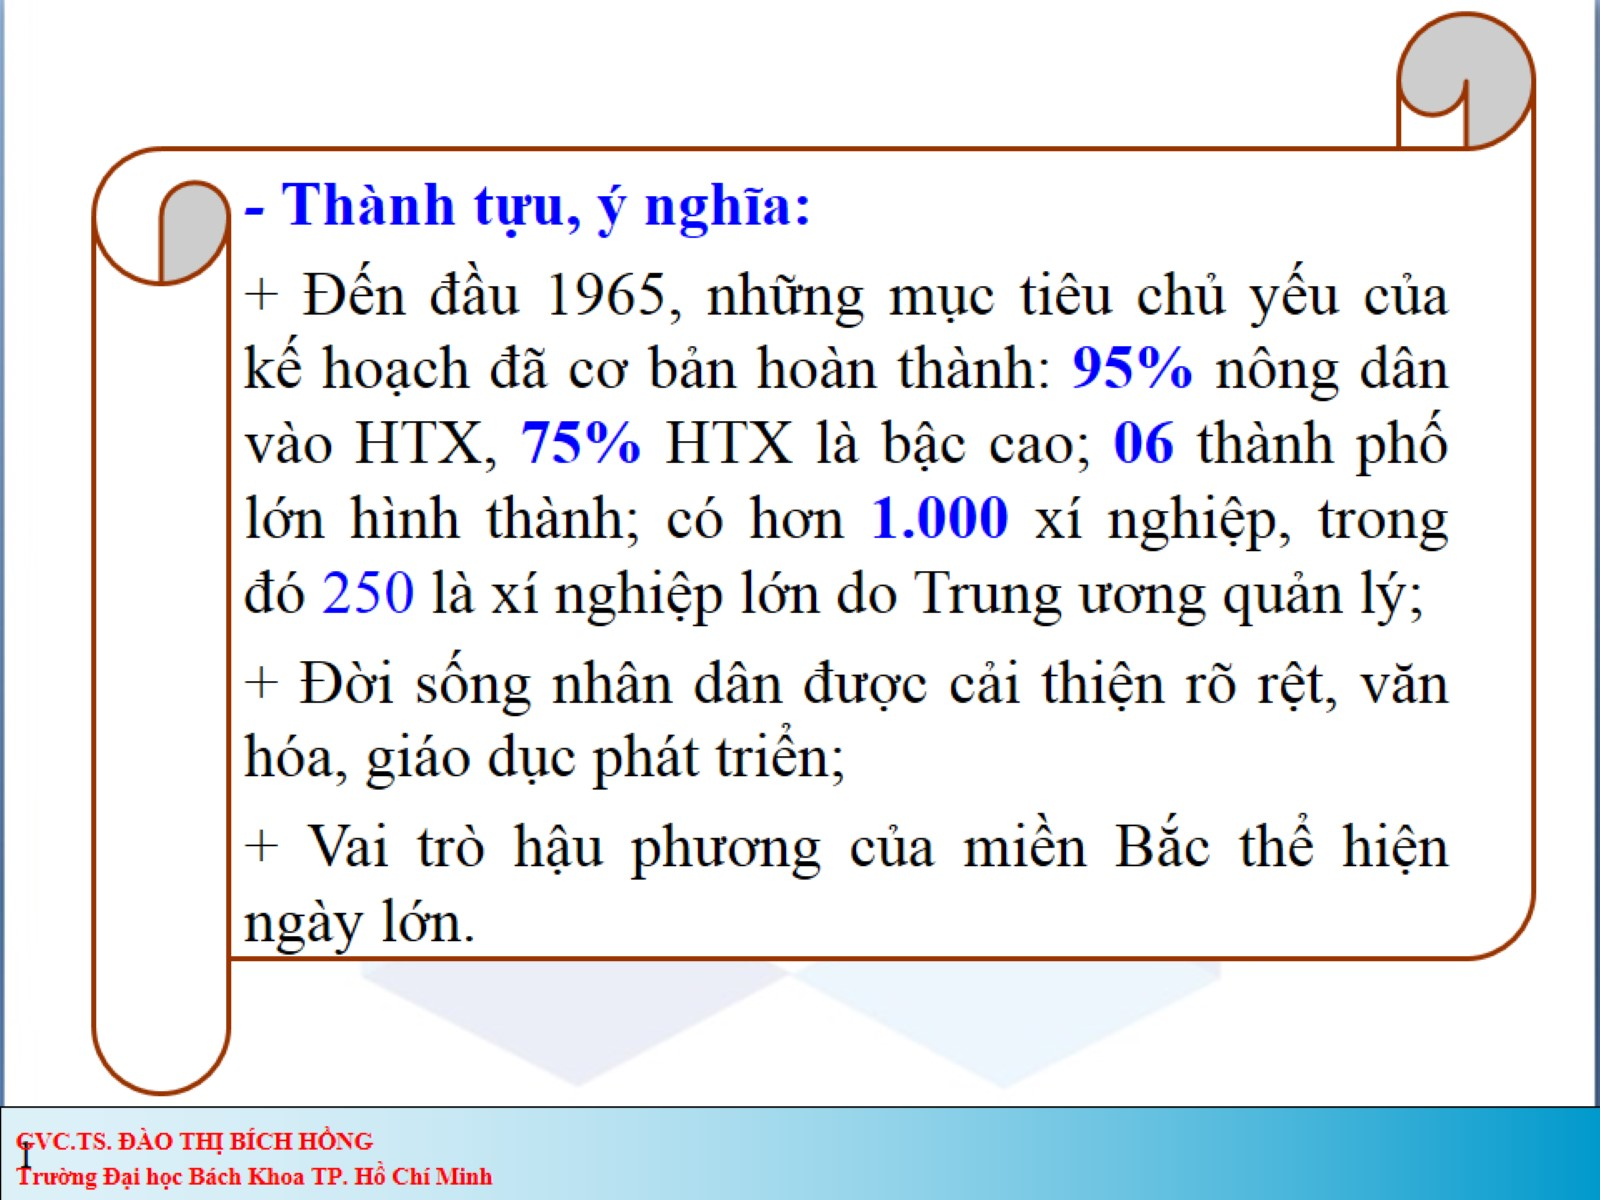 - Thành tựu, ý nghĩa:
+ Đến đầu 1965, những mục tiêu chủ yếu của
kế hoạch đã cơ bản hoàn thành: 95% nông dân
vào HTX, 75% HTX là bậc cao; 06 thành phố
lớn hình thành; có hơn 1.000 xí nghiệp, trong
đó 250 là xí nghiệp lớn do Trung ương quản lý;
+ Đời sống nhân dân được cải thiện rõ rệt, văn
hóa, giáo dục phát triển;
+ Vai trò hậu phương của miền Bắc thể hiện
ngày lớn.
GVC.TS. ĐÀO THỊ BÍCH HỒNG
1
Trường Đại học Bách Khoa TP. Hồ Chí Minh